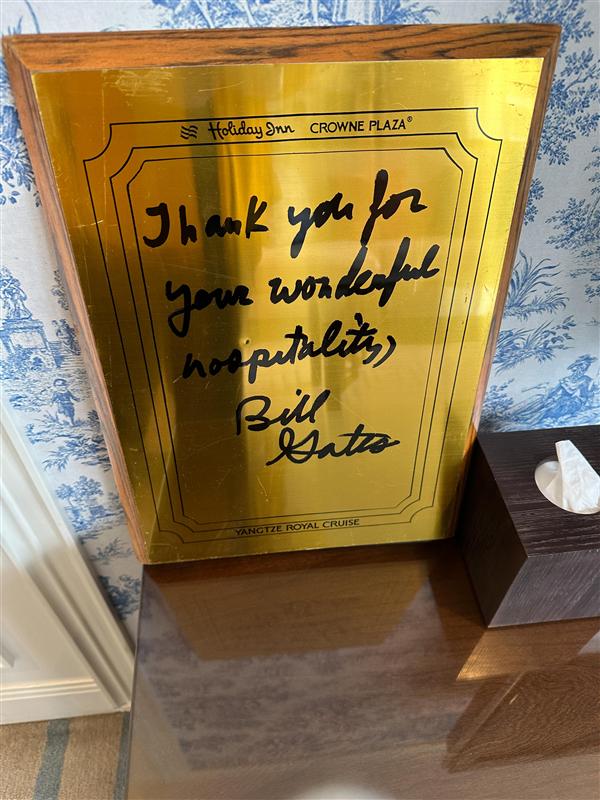 Holiday Inn CROWNE PLAZA®
Thank you for
your wonderful
hospitality,
Bill
Gates
YANGTZE ROYAL CRUISE